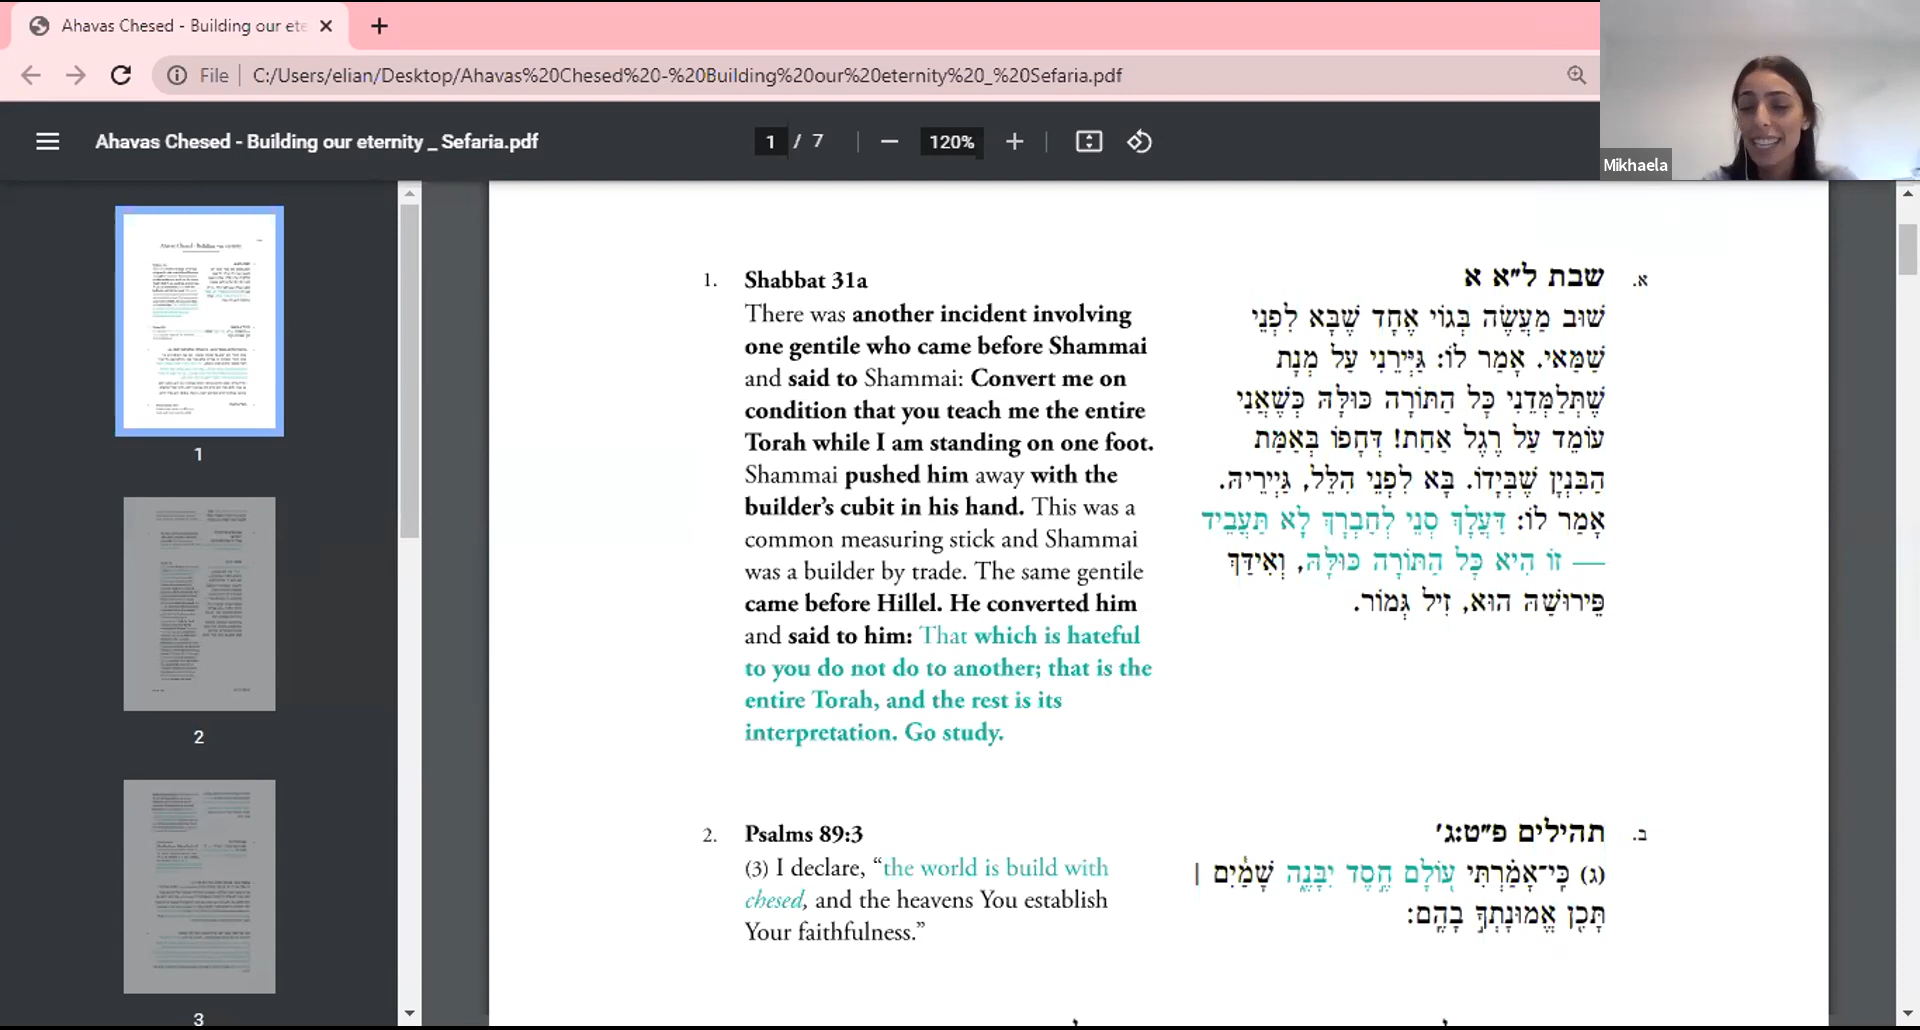 Ahavas Chesed - Building our ete
File
C:/Users/elian/Desktop/Ahavas%20Chesed%20-%20Building%20our%20eternity%20_%20Sefaria.pdf
Mikhaela
Ahavas Chesed - Building our eternity _ Sefaria.pdf
1 / 7
120%
1
2
3
1. Shabbat 31a
There was another incident involving
one gentile who came before Shammai
and said to Shammai: Convert me on
condition that you teach me the entire
Torah while I am standing on one foot.
Shammai pushed him away with the
builder’s cubit in his hand. This was a
common measuring stick and Shammai
was a builder by trade. The same gentile
came before Hillel. He converted him
and said to him: That which is hateful
to you do not do to another; that is the
entire Torah, and the rest is its
interpretation. Go study.
א. שבת ל״א א
שׁוּב מַעֲשֶׂה בְּגוֹי אֶחָד שֶׁבָּא לִפְנֵי
שַׁמַּאי. אָמַר לוֹ: גַּיְּירֵנִי עַל מְנָת
שֶׁתְּלַמְּדֵנִי כׇּל הַתּוֹרָה כּוּלָּהּ כְּשֶׁאֲנִי
עוֹמֵד עַל רֶגֶל אַחַת! דְּחָפוֹ בְּאַמַּת
הַבִּנְיָן שֶׁבְּיָדוֹ. בָּא לִפְנֵי הִלֵּל, גַּיְירֵיהּ.
אָמַר לוֹ: דַּעֲלָךְ סְנֵי לְחַבְרָךְ לָא תַּעֲבֵיד
— זוֹ הִיא כׇּל הַתּוֹרָה כּוּלָּהּ, וְאִידַּךְ
פֵּירוּשַׁהּ הוּא, זִיל גְּמוֹר.
2. Psalms 89:3
(3) I declare, “the world is build with
chesed, and the heavens You establish
Your faithfulness.”
ב. תהילים פ״ט:ג׳
(ג) כִּֽי־אָמַ֗רְתִּי ע֭וֹלָם חֶ֣סֶד יִבָּנֶ֑ה שָׁמַ֓יִם ׀
תָּכִ֖ן אֱמוּנָתְךָ֣ בָהֶֽם׃